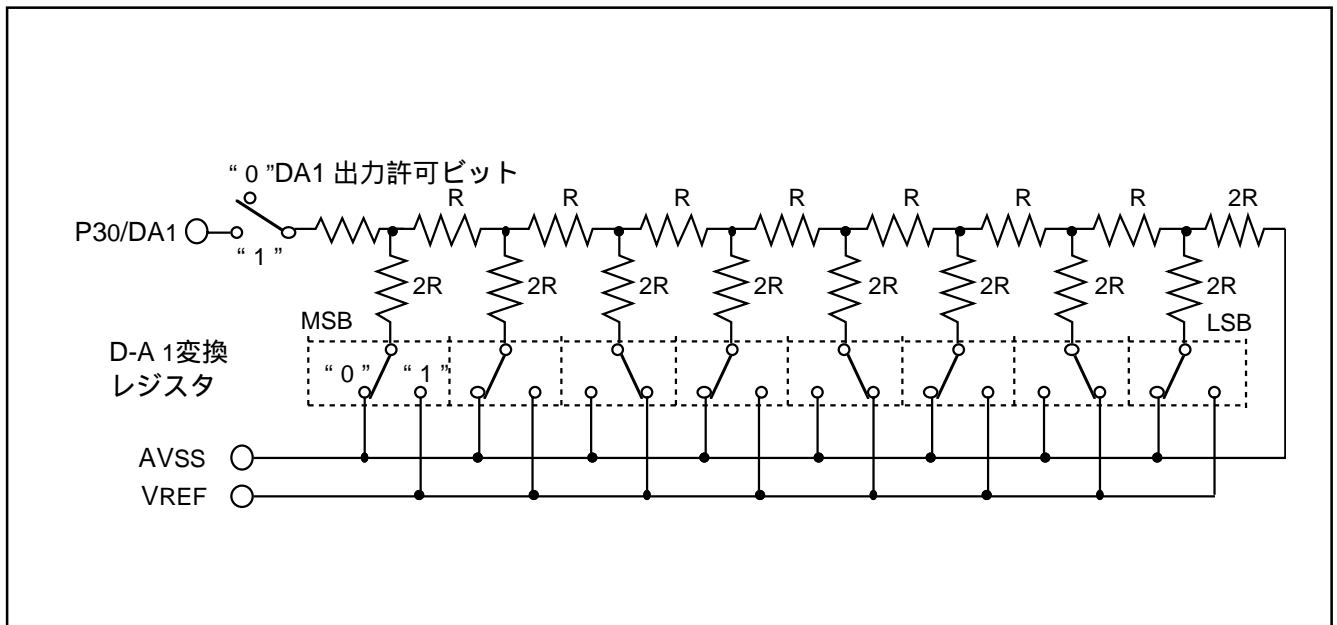 “ 0 ”DA1 出力許可ビット
R R R R R R R 2R
P30/DA1
“ 1 ”
2R 2R 2R 2R 2R 2R 2R 2R
MSB LSB
D-A 1変換
レジスタ
“ 0 ” “ 1 ”
AVSS
VREF